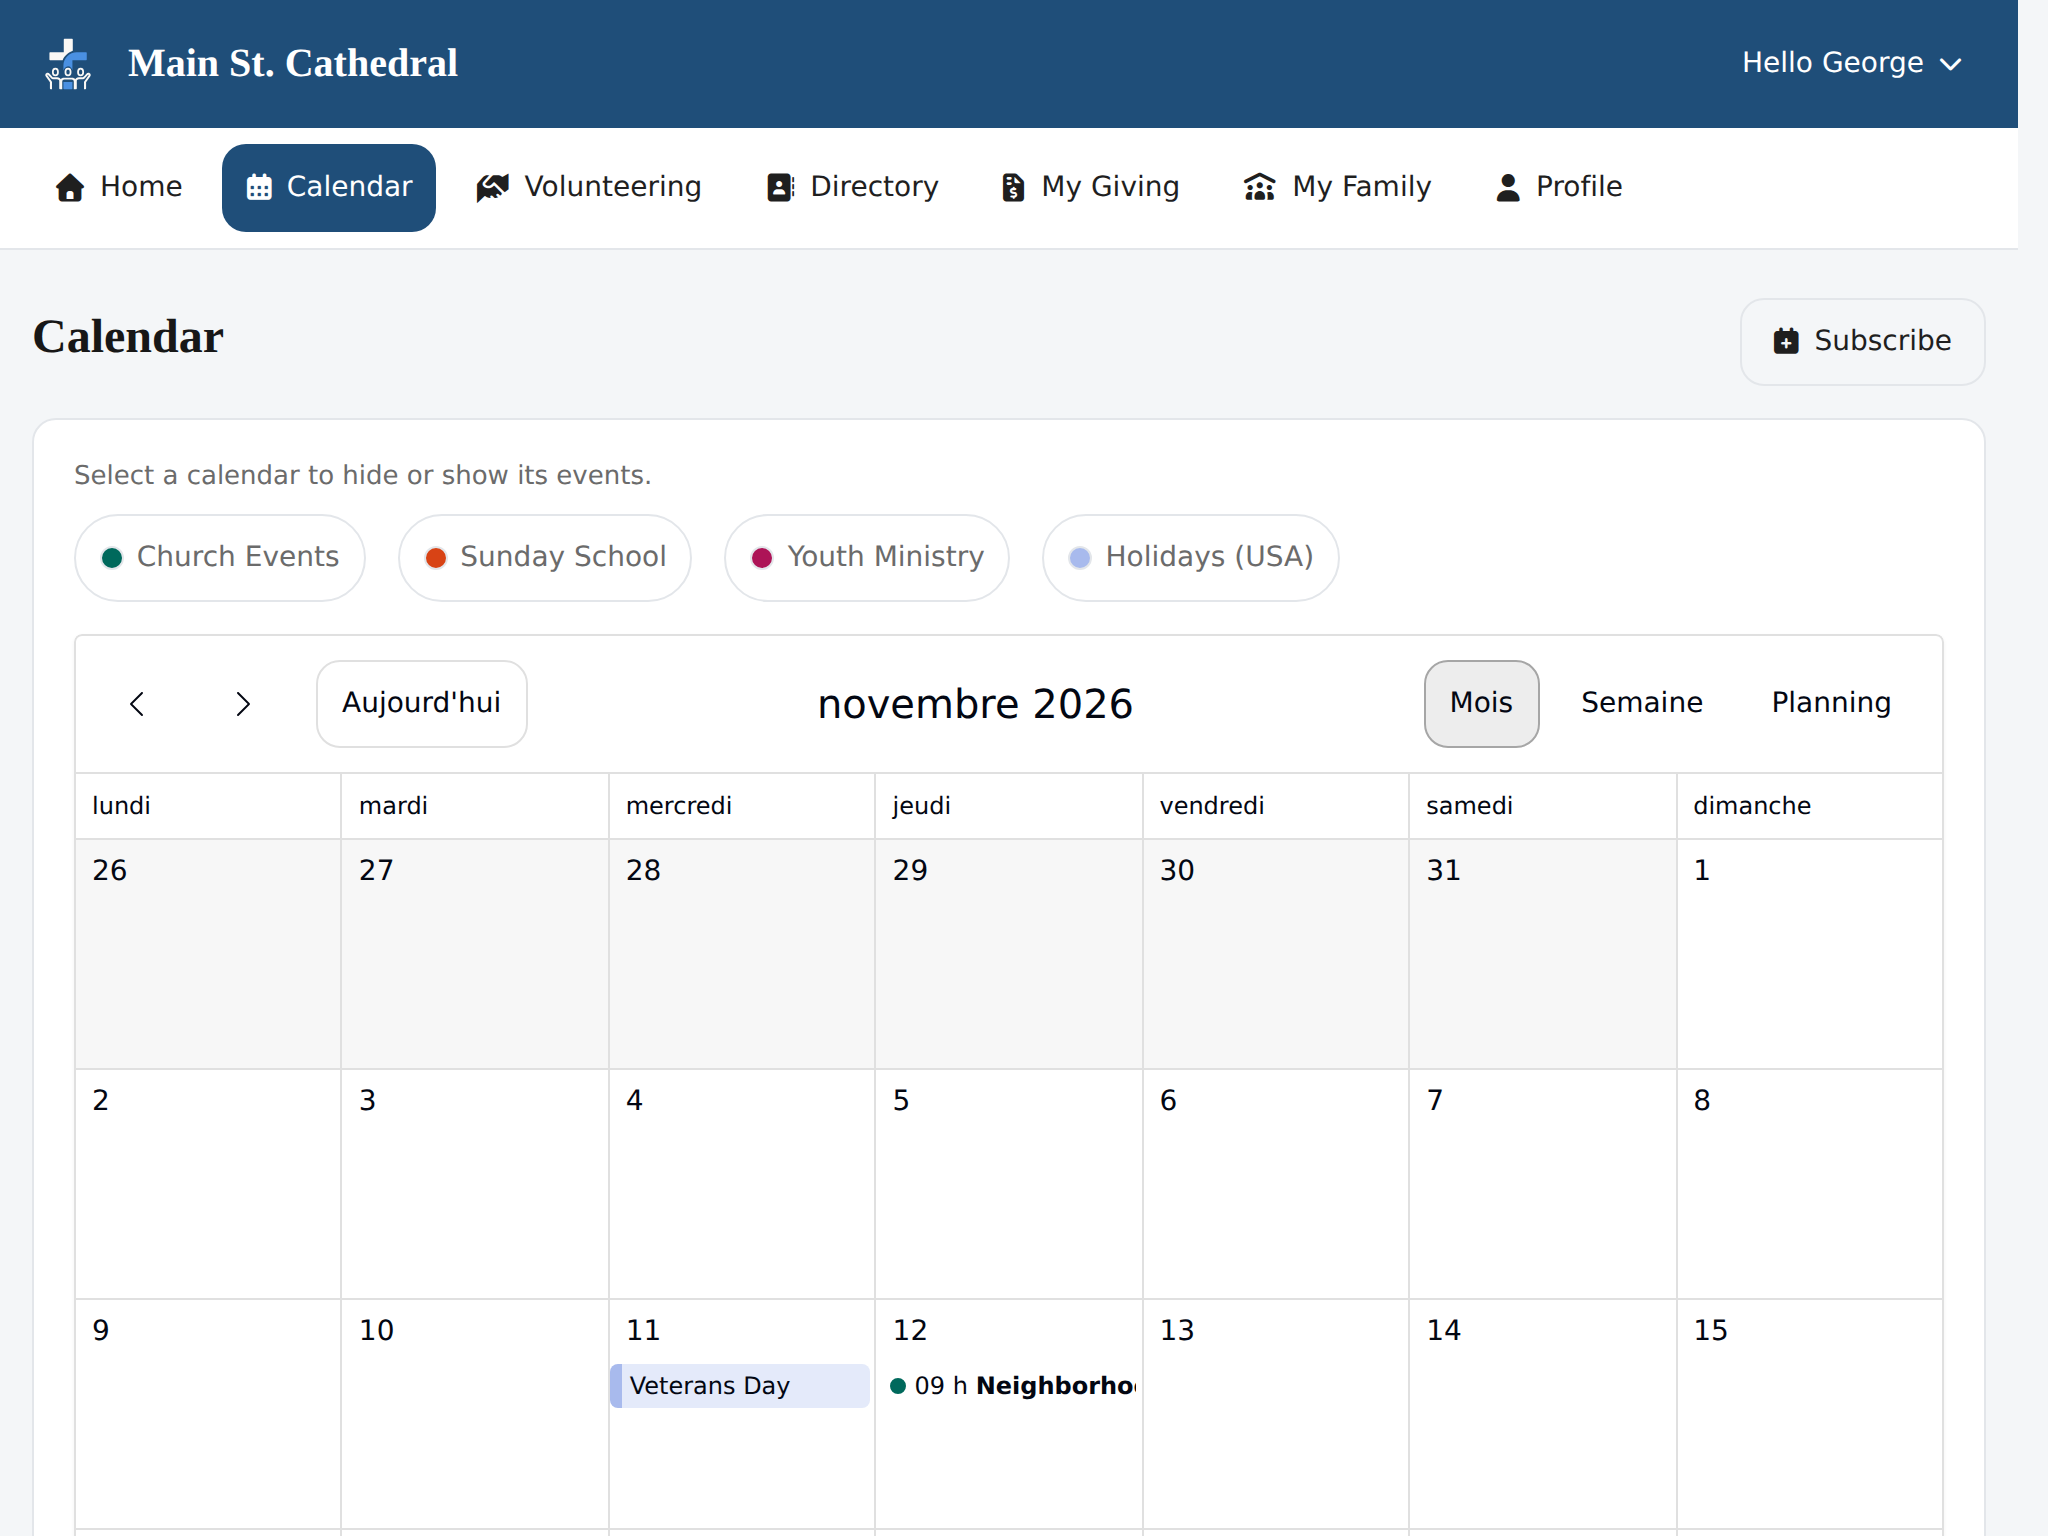 Main St. Cathedral
Hello George
Home Calendar Volunteering Directory My Giving My Family Profile
Calendar
Subscribe
Select a calendar to hide or show its events.
Church Events Sunday School Youth Ministry Holidays (USA)
Aujourd'hui novembre 2026 Mois Semaine Planning
lundi mardi mercredi jeudi vendredi samedi dimanche
26 27 28 29 30 31 1
2 3 4 5 6 7 8
9 10 11 12 13 14 15
Veterans Day 09 h